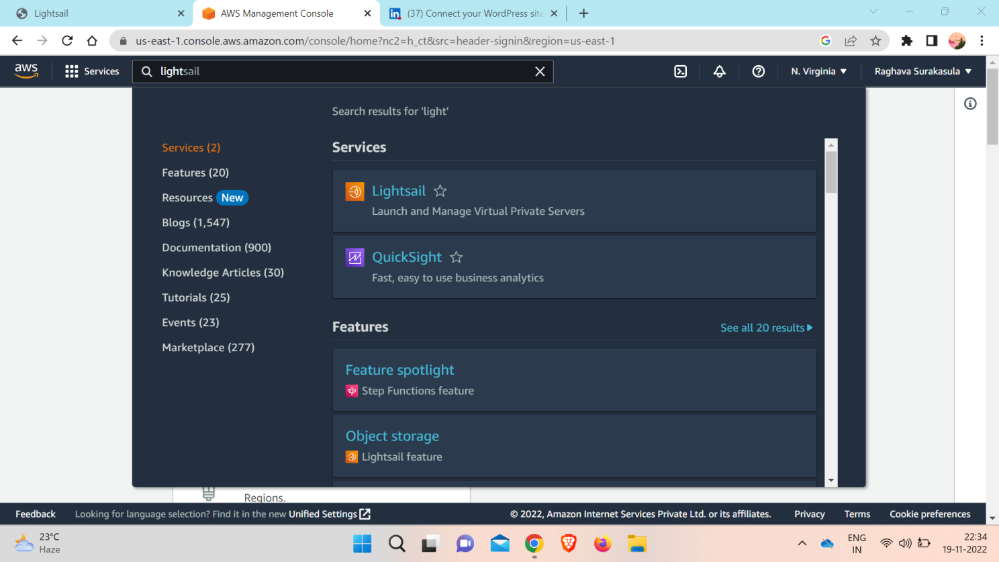 Lightsail
AWS Management Console
in
(37) Connect your WordPress site
us-east-1.console.aws.amazon.com/console/home?nc2=h_ct&src=header-signin&region=us-east-1
aws
Services
lightsail
N. Virginia
Raghava Surakasula
Search results for 'light'
Services (2)
Features (20)
Resources New
Blogs (1,547)
Documentation (900)
Knowledge Articles (30)
Tutorials (25)
Events (23)
Marketplace (277)
Services
Lightsail
Launch and Manage Virtual Private Servers
QuickSight
Fast, easy to use business analytics
Features
See all 20 results
Feature spotlight
Step Functions feature
Object storage
Lightsail feature
Regions.
Feedback
Looking for language selection? Find it in the new Unified Settings
© 2022, Amazon Internet Services Private Ltd. or its affiliates.
Privacy
Terms
Cookie preferences
23°C
Haze
ENG
IN
22:34
19-11-2022